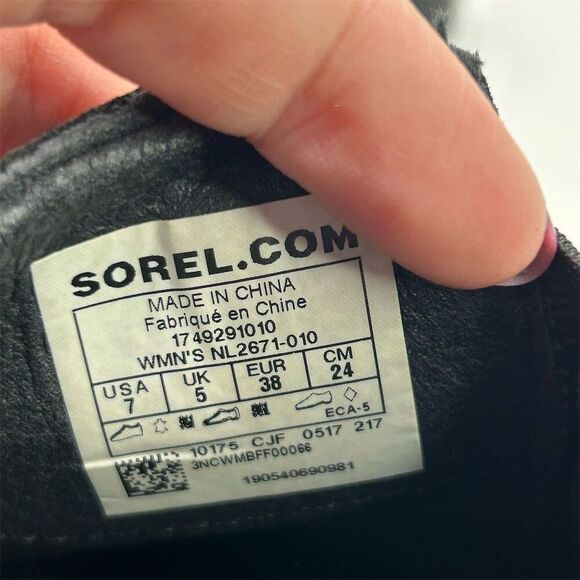 SOREL.COM
MADE IN CHINA
Fabriqué en Chine
1749291010
WMN'S NL2671-010
USA UK EUR CM
7 5 38 24
ECA-5
10175 CJF 0517 217
3NCWMBFF00066
190540690981